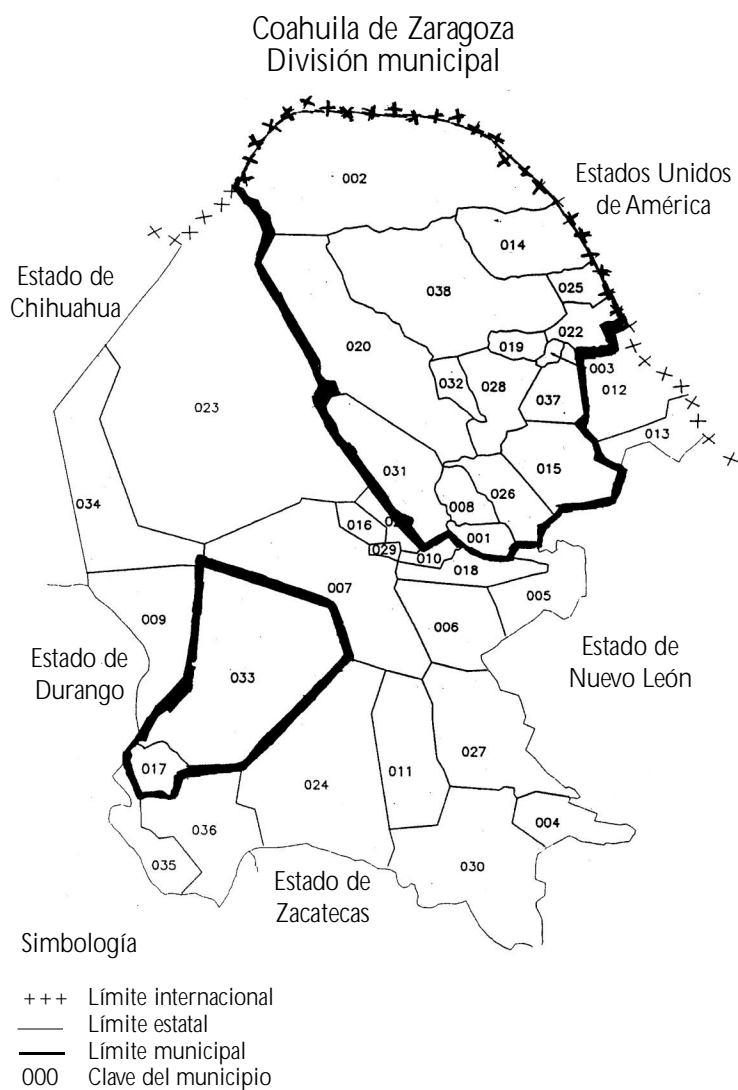 Coahuila de Zaragoza
División municipal
002
Estados Unidos
de América
014
Estado de
Chihuahua
025
038
022
019
020
003
032
028
012
037
023
013
031
015
008
026
034
016
001
029
010
018
007
005
009
006
Estado de
Durango
Estado de
Nuevo León
033
027
017
011
024
004
036
035
030
Estado de
Zacatecas
Simbología
+++ Límite internacional
Límite estatal
Límite municipal
000 Clave del municipio